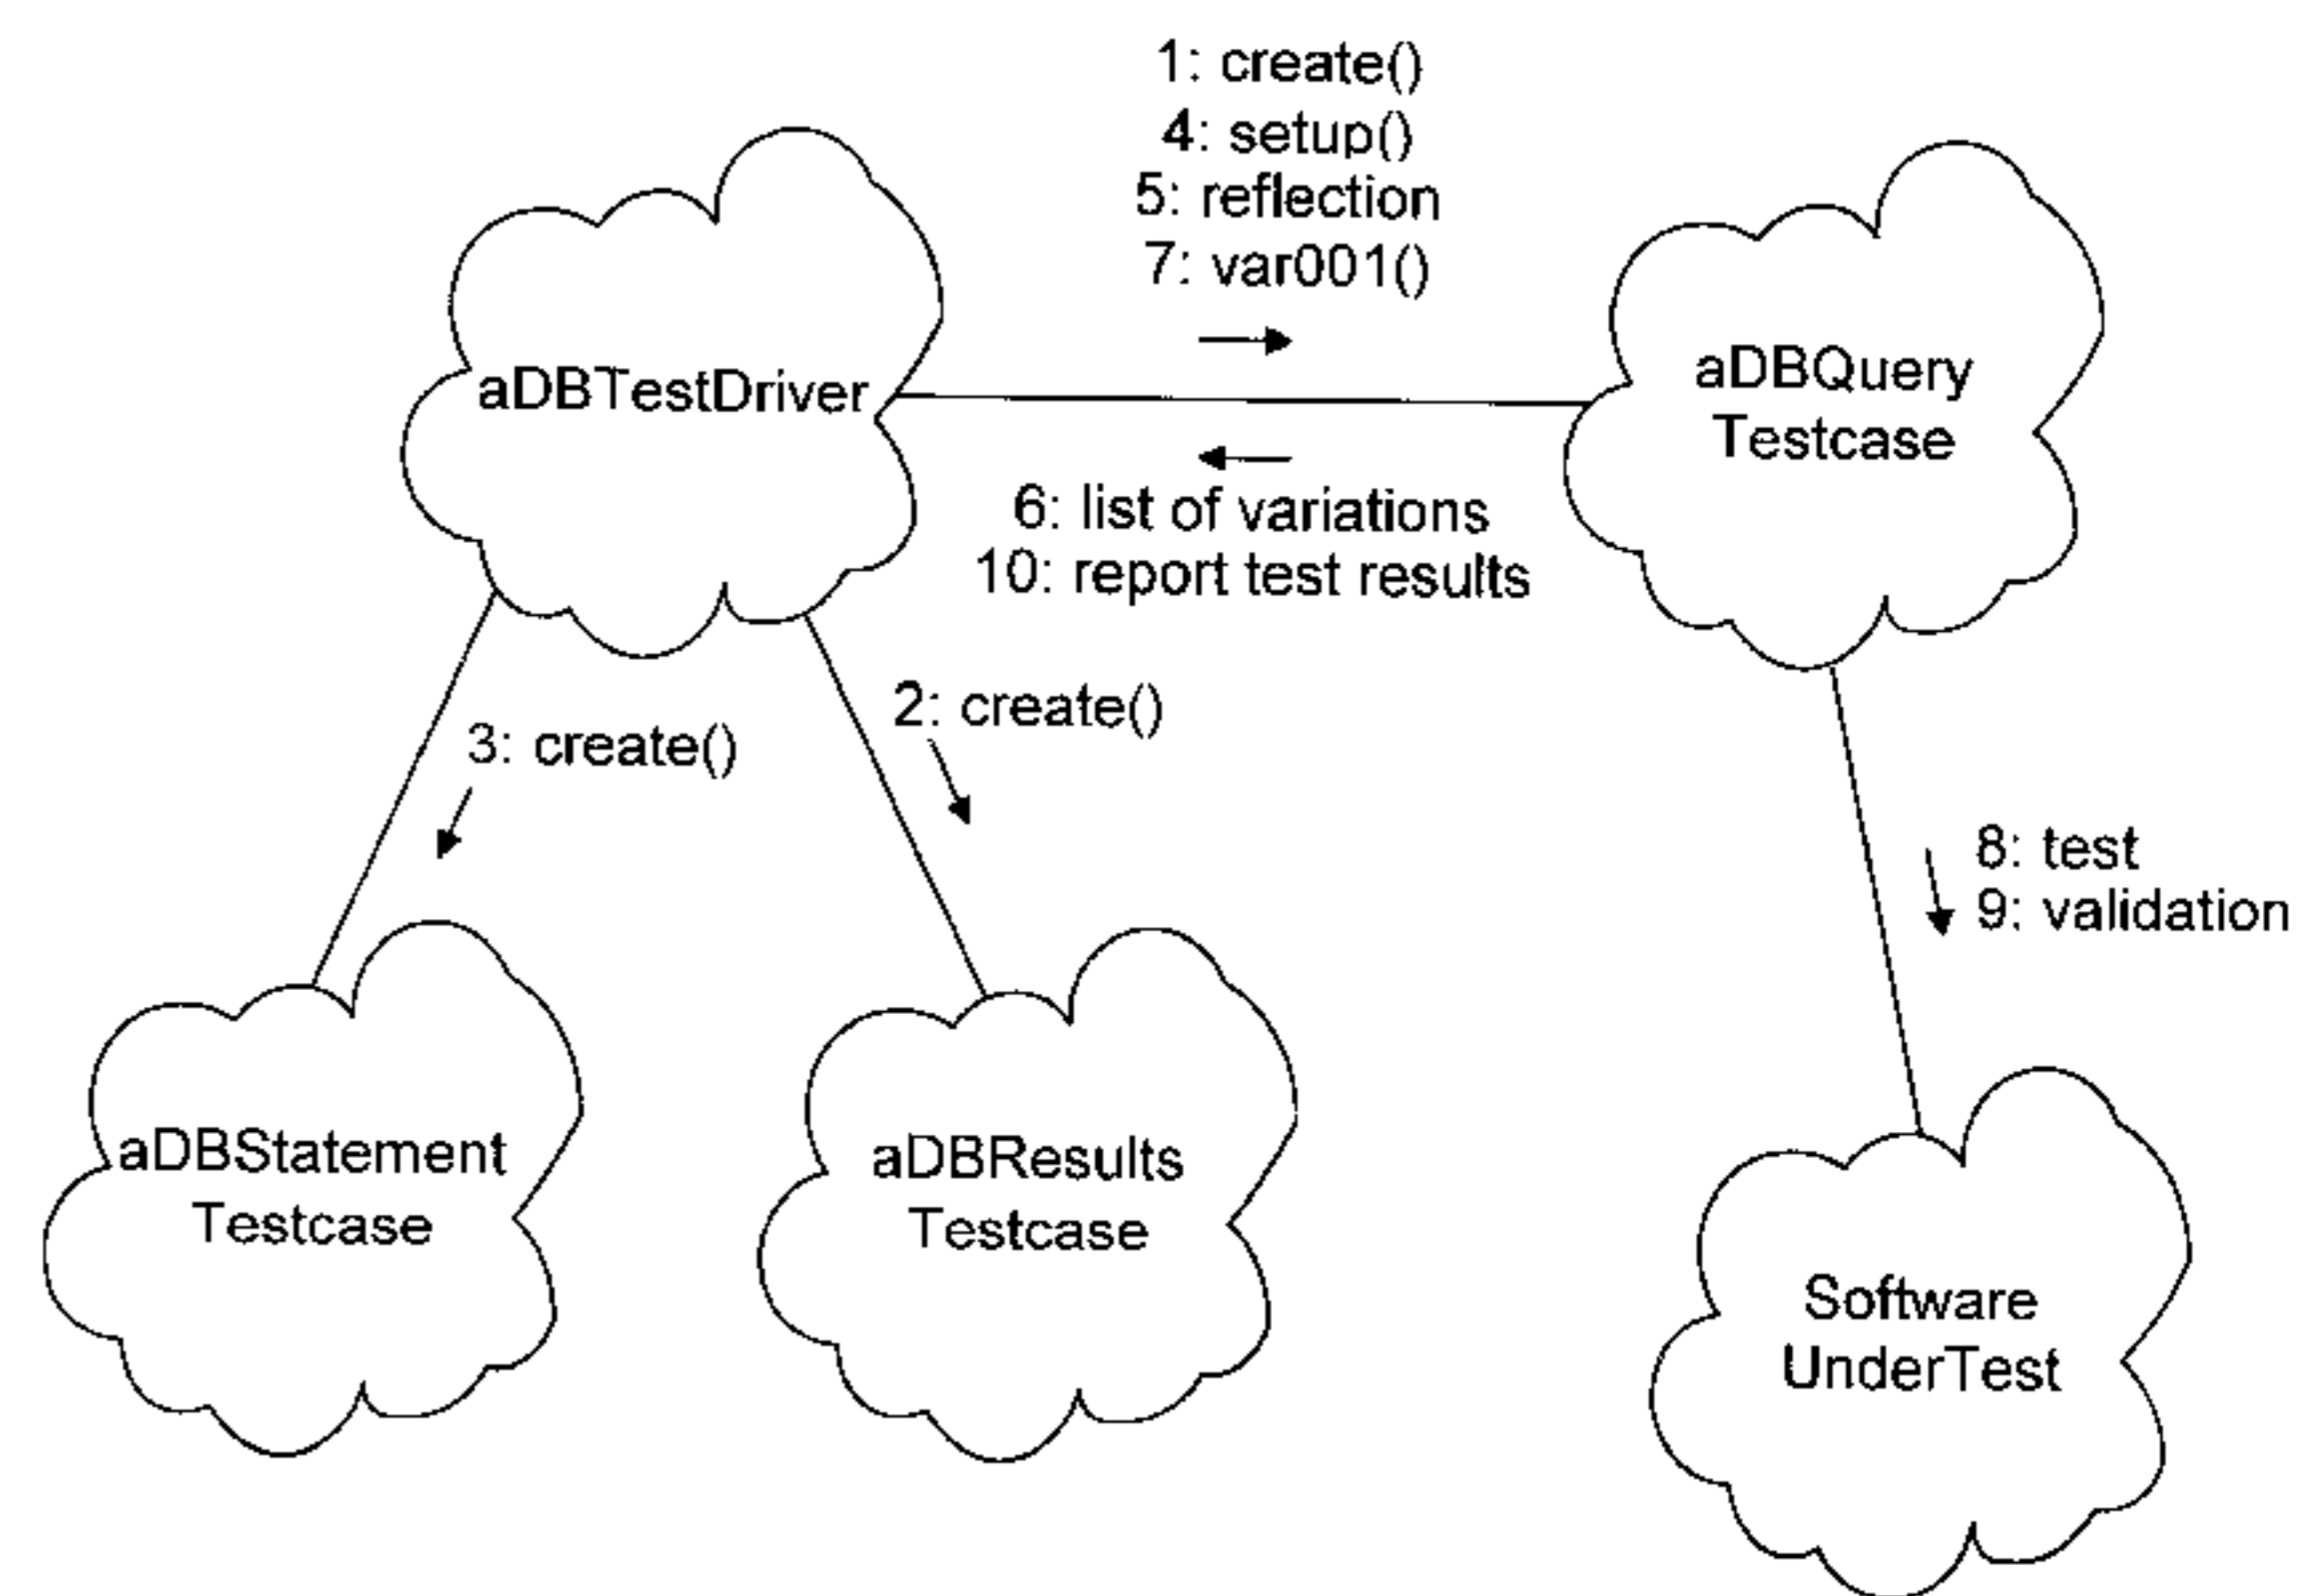 1: create()
4: setup()
5: reflection
7: var001()
aDBTestDriver
aDBQuery
Testcase
6: list of variations
10: report test results
2: create()
3: create()
8: test
9: validation
aDBStatement
Testcase
aDBResults
Testcase
Software
UnderTest